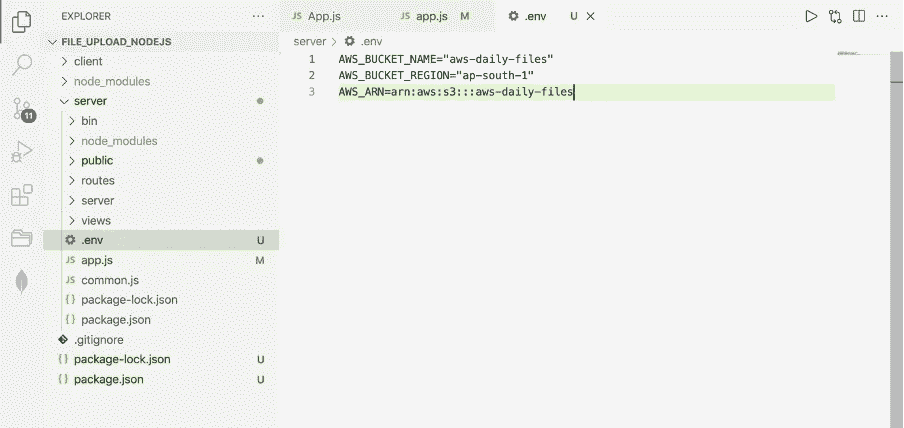 EXPLORER
FILE_UPLOAD_NODEJS
client
node_modules
server
bin
node_modules
public
routes
server
views
.env U
JS app.js M
JS common.js
{} package-lock.json
{} package.json
.gitignore
{} package-lock.json U
{} package.json U
11
JS App.js JS app.js M .env U
server > .env
1 AWS_BUCKET_NAME="aws-daily-files"
2 AWS_BUCKET_REGION="ap-south-1"
3 AWS_ARN=arn:aws:s3:::aws-daily-files